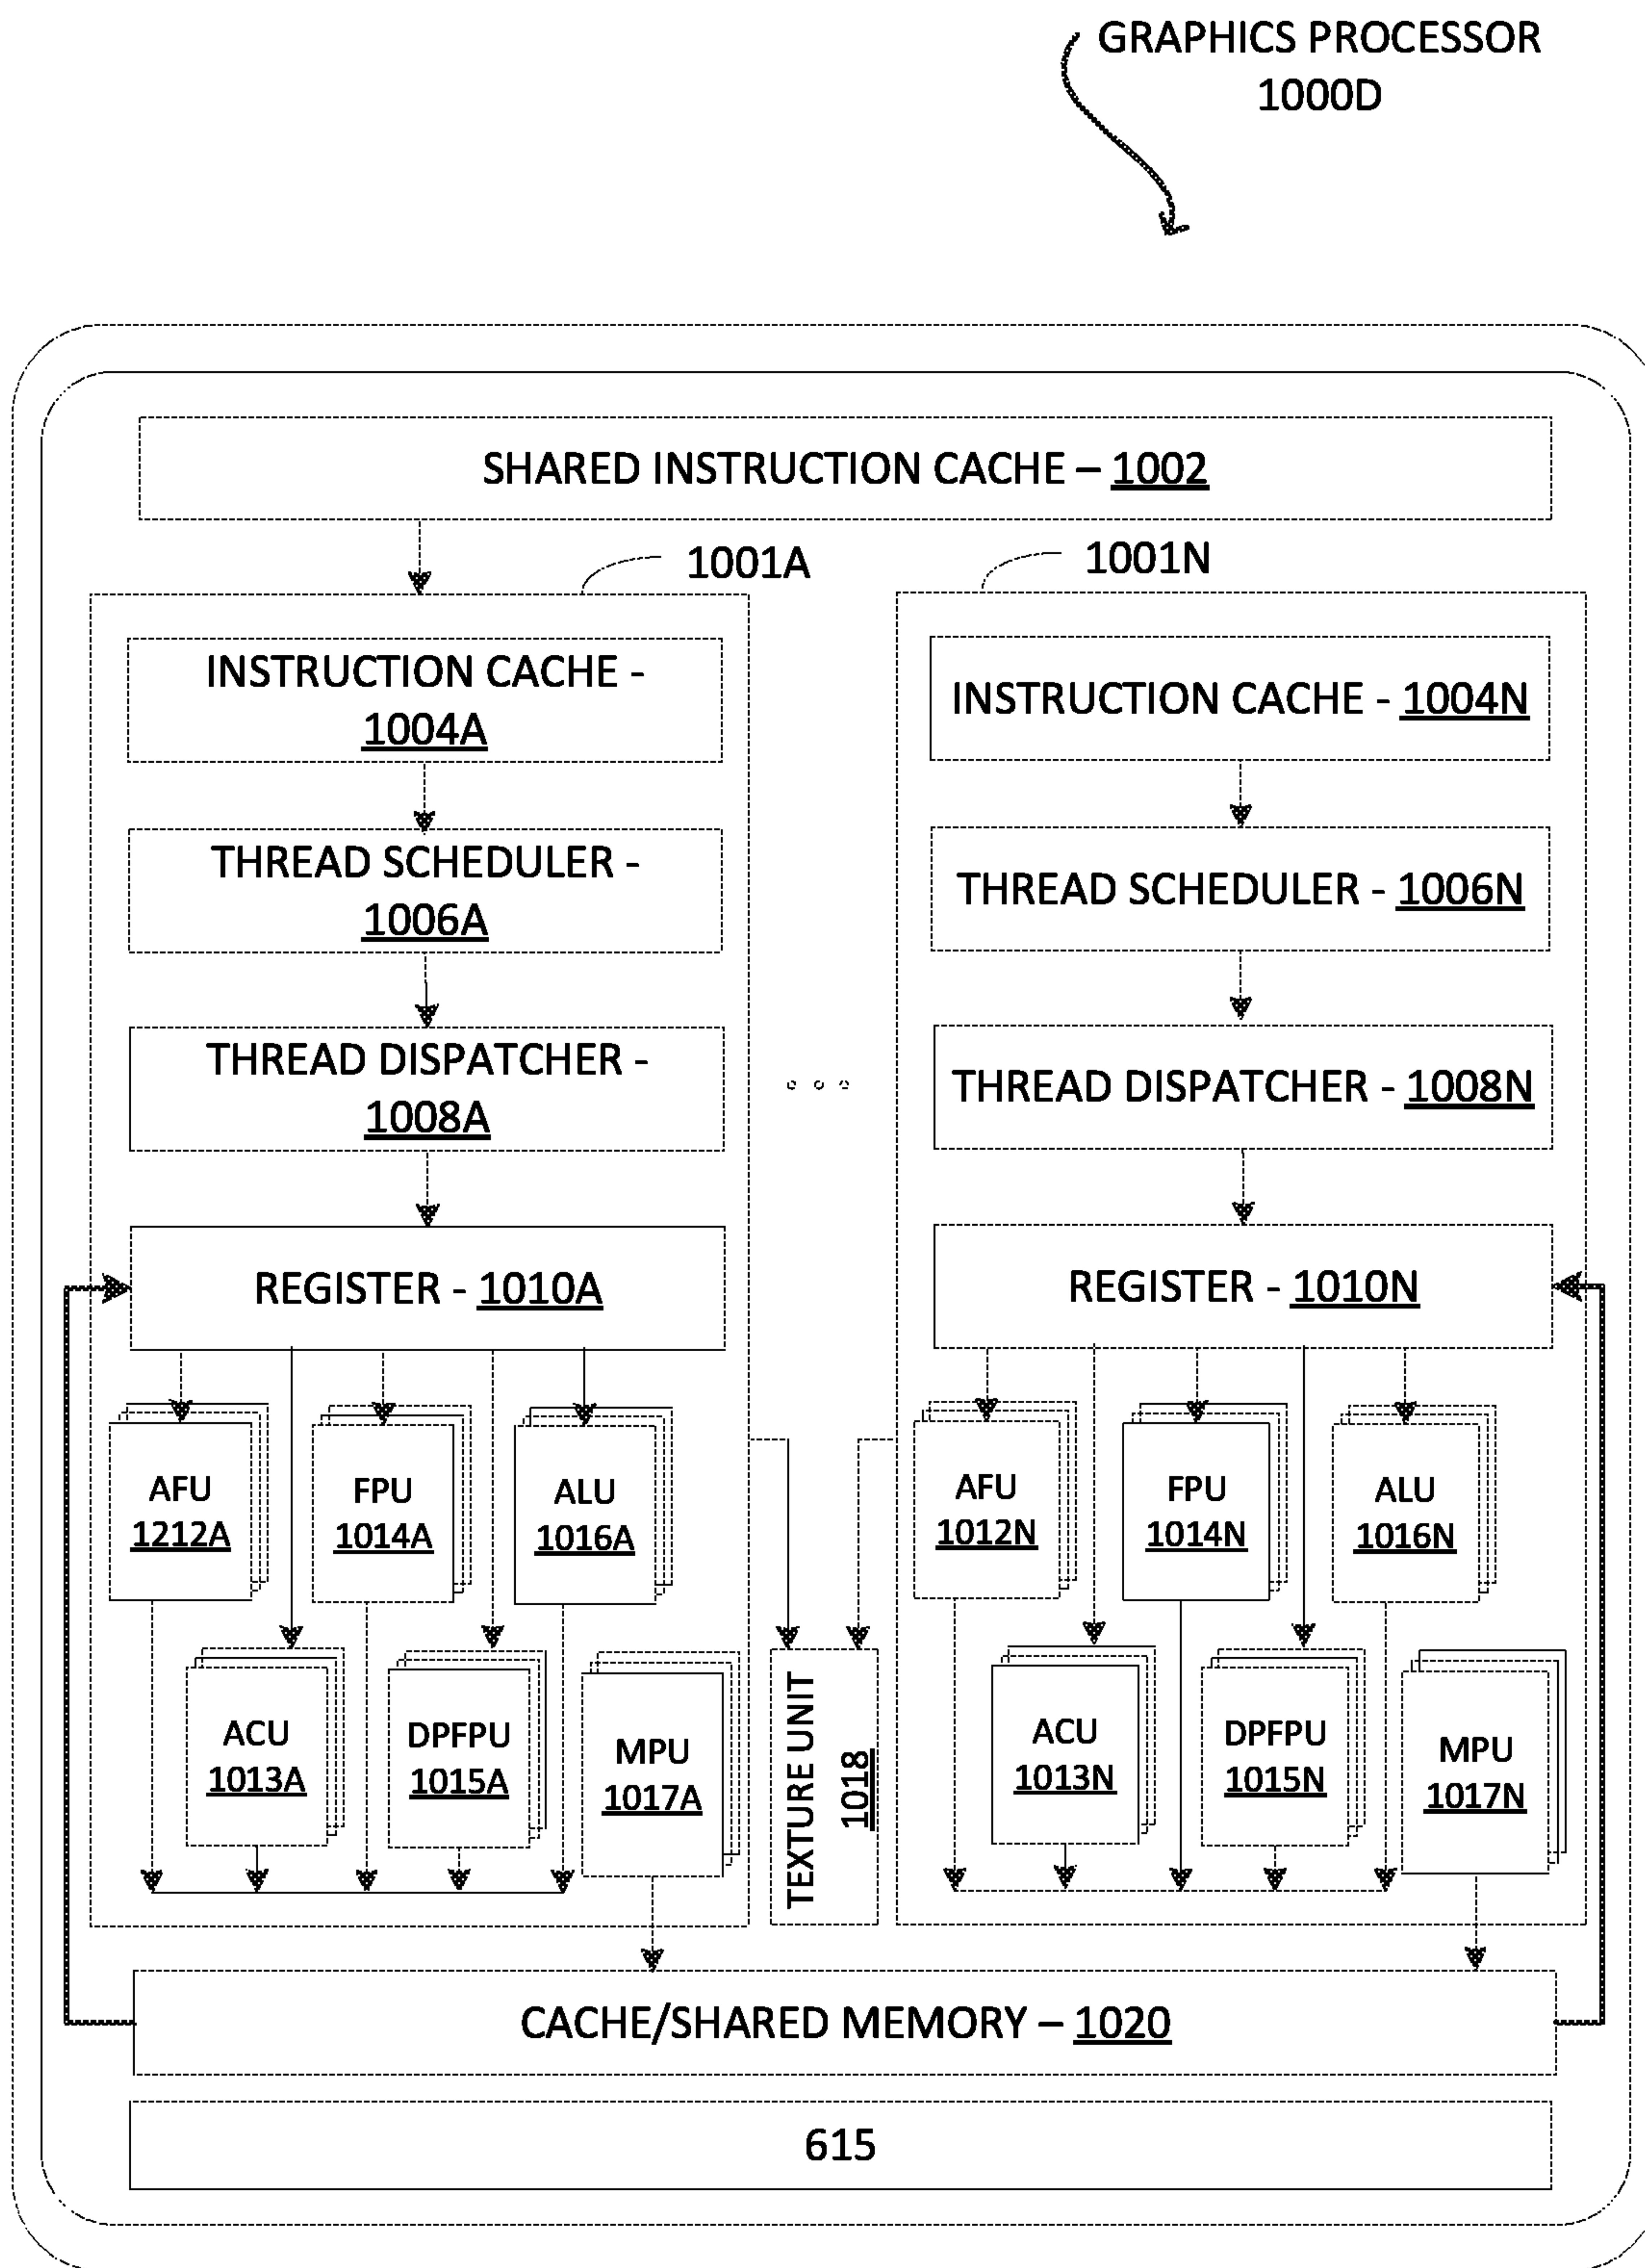 GRAPHICS PROCESSOR
1000D
SHARED INSTRUCTION CACHE – 1002
1001A
1001N
INSTRUCTION CACHE -
1004A
THREAD SCHEDULER -
1006A
THREAD DISPATCHER -
1008A
REGISTER - 1010A
AFU
1212A
FPU
1014A
ALU
1016A
ACU
1013A
DPFPU
1015A
MPU
1017A
TEXTURE UNIT
1018
INSTRUCTION CACHE - 1004N
THREAD SCHEDULER - 1006N
THREAD DISPATCHER - 1008N
REGISTER - 1010N
AFU
1012N
FPU
1014N
ALU
1016N
ACU
1013N
DPFPU
1015N
MPU
1017N
CACHE/SHARED MEMORY – 1020
615